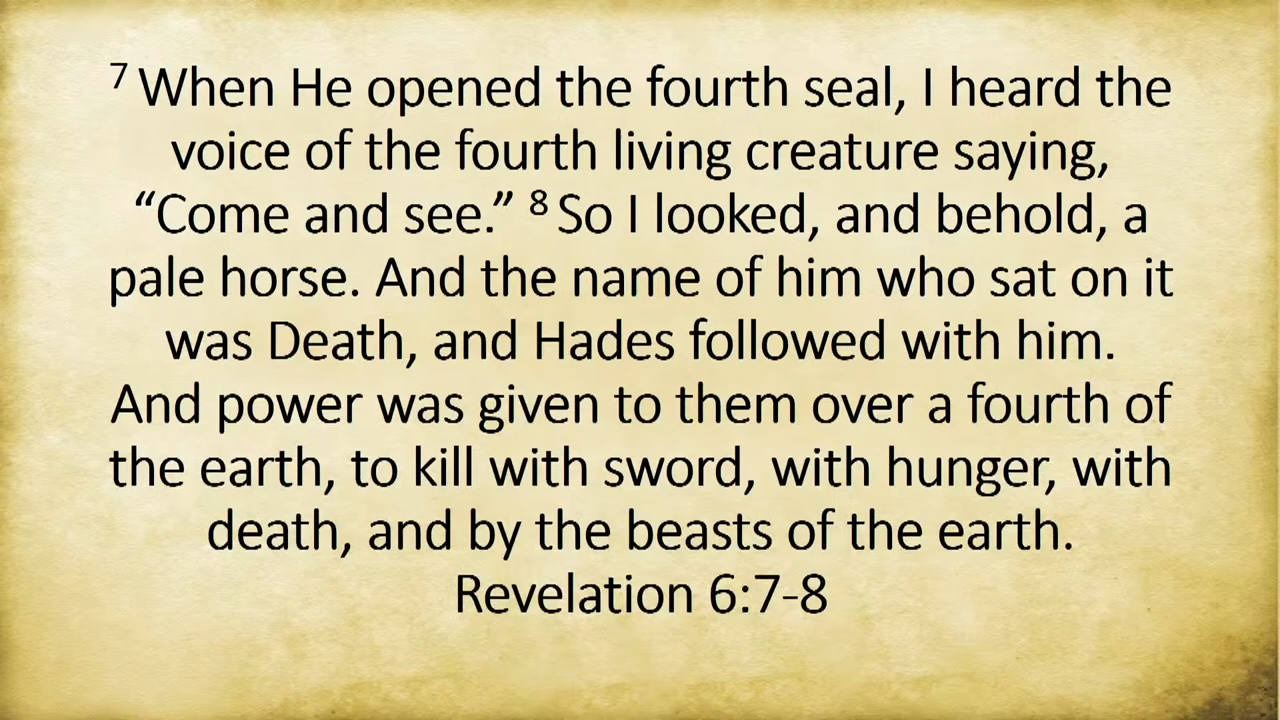 7 When He opened the fourth seal, I heard the
voice of the fourth living creature saying,
“Come and see.” 8 So I looked, and behold, a
pale horse. And the name of him who sat on it
was Death, and Hades followed with him.
And power was given to them over a fourth of
the earth, to kill with sword, with hunger, with
death, and by the beasts of the earth.
Revelation 6:7-8